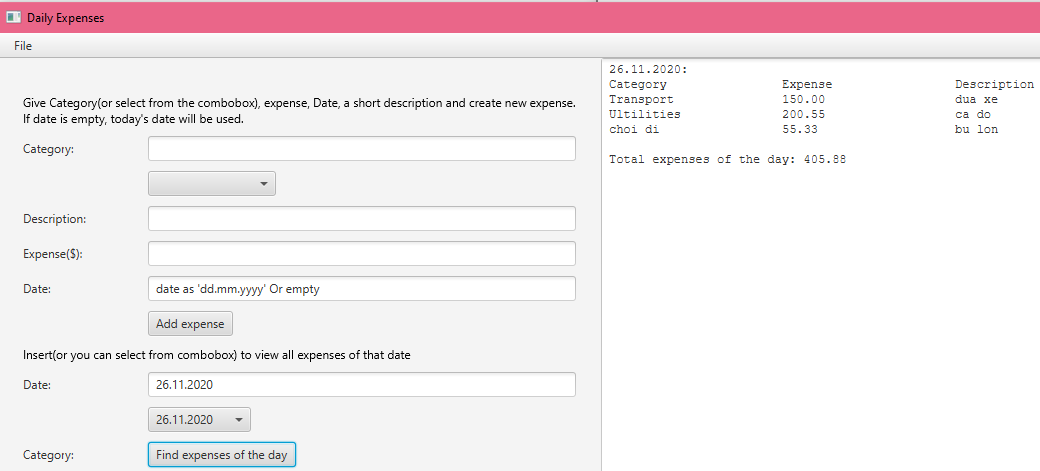 Daily Expenses
File
Give Category(or select from the combobox), expense, Date, a short description and create new expense.
If date is empty, today's date will be used.
Category:
Description:
Expense($):
Date: date as 'dd.mm.yyyy' Or empty
Add expense
Insert(or you can select from combobox) to view all expenses of that date
Date: 26.11.2020
26.11.2020
Category: Find expenses of the day
26.11.2020:
Category Expense Description
Transport 150.00 dua xe
Ultilities 200.55 ca do
choi di 55.33 bu lon
Total expenses of the day: 405.88